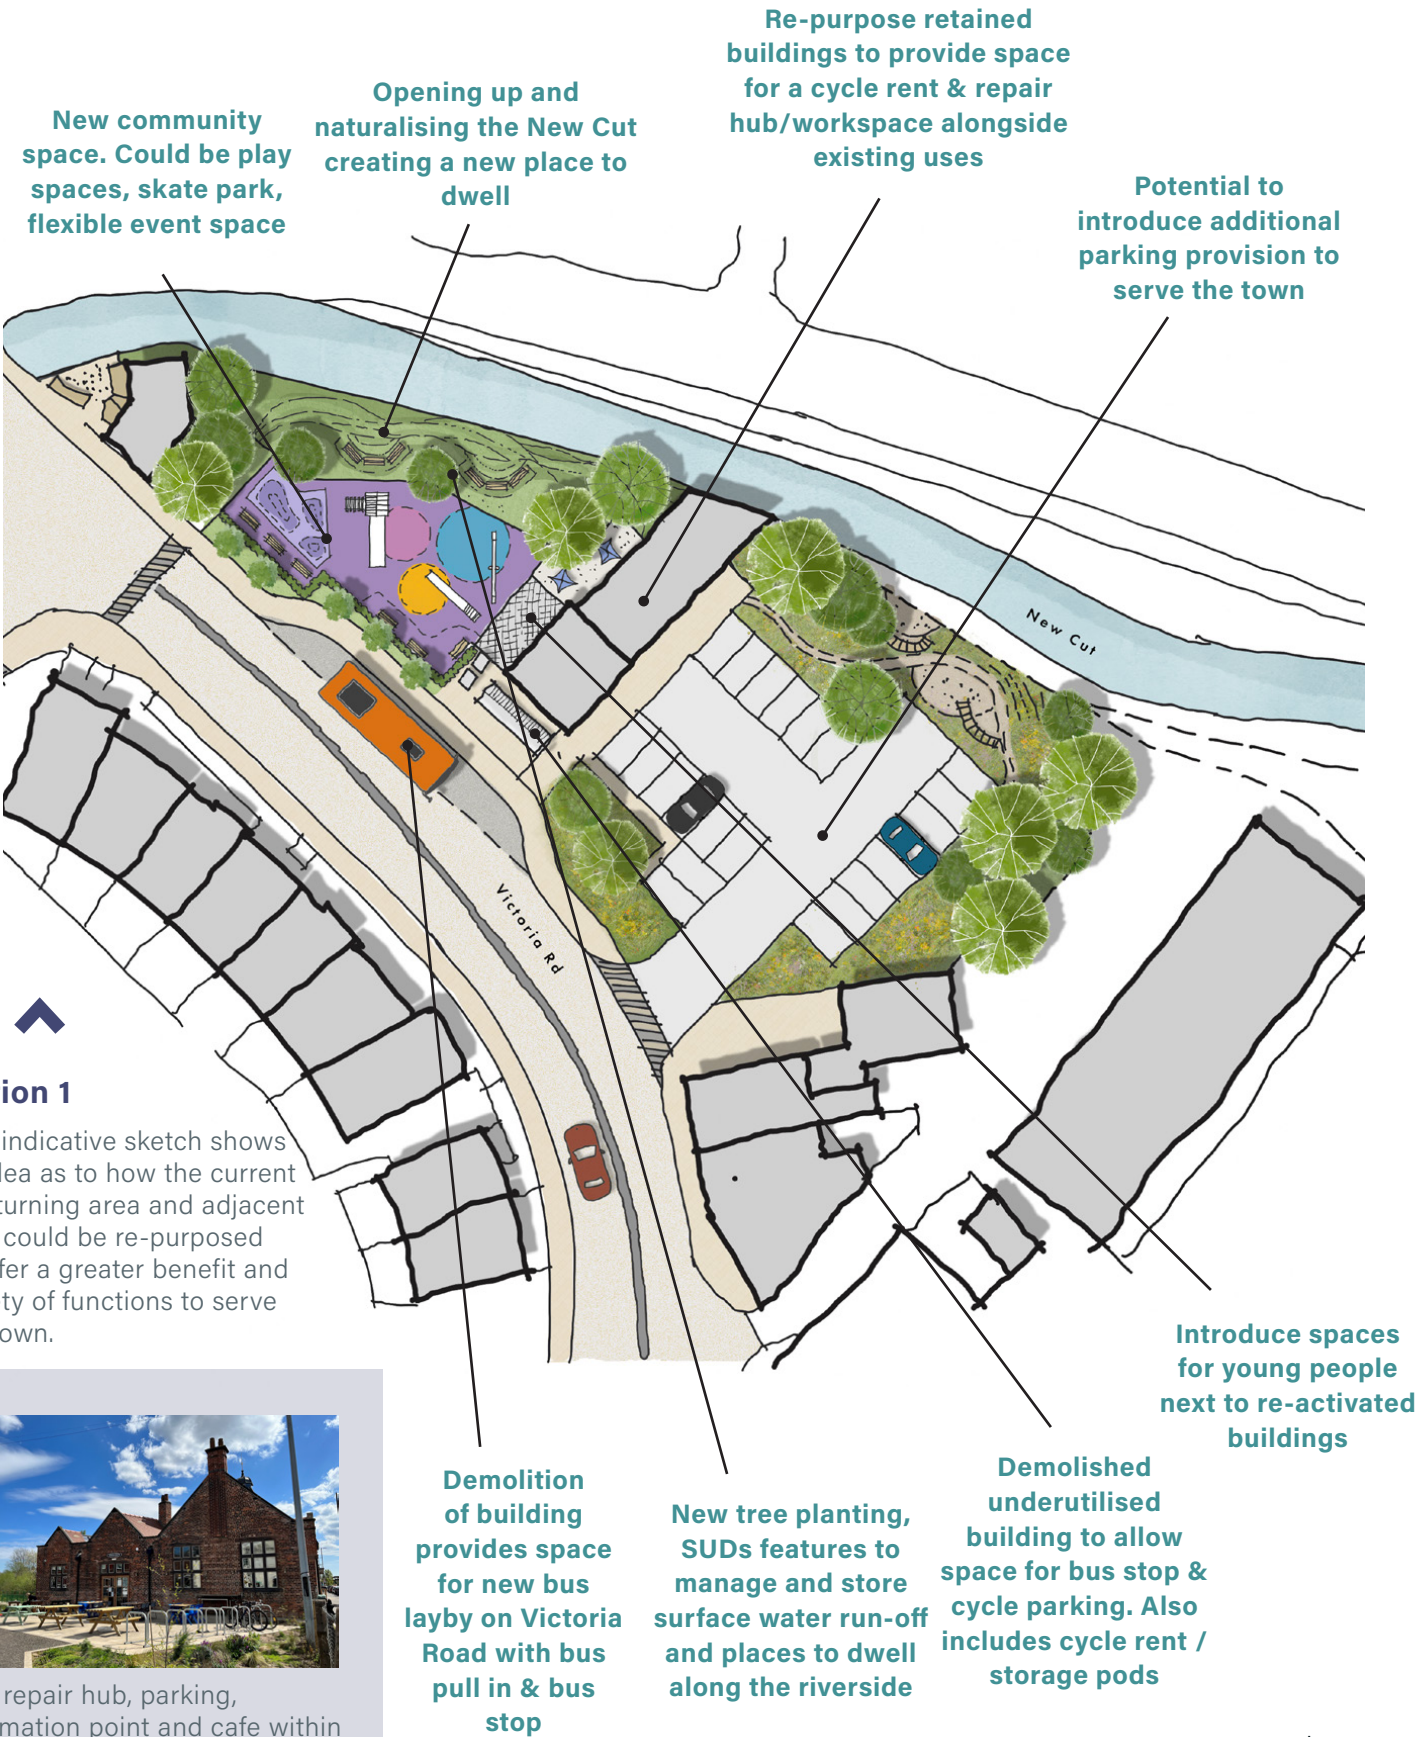 Re-purpose retained
buildings to provide space
for a cycle rent & repair
hub/workspace alongside
existing uses
Opening up and
naturalising the New Cut
creating a new place to
dwell
New community
space. Could be play
spaces, skate park,
flexible event space
Potential to
introduce additional
parking provision to
serve the town
New Cut
Victoria Rd
ion 1
indicative sketch shows
lea as to how the current
turning area and adjacent
could be re-purposed
fer a greater benefit and
ty of functions to serve
own.
Introduce spaces
for young people
next to re-activated
buildings
Demolition
of building
provides space
for new bus
layby on Victoria
Road with bus
pull in & bus
stop
New tree planting,
SUDs features to
manage and store
surface water run-off
and places to dwell
along the riverside
Demolished
underutilised
building to allow
space for bus stop &
cycle parking. Also
includes cycle rent /
storage pods
repair hub, parking,
mation point and cafe within